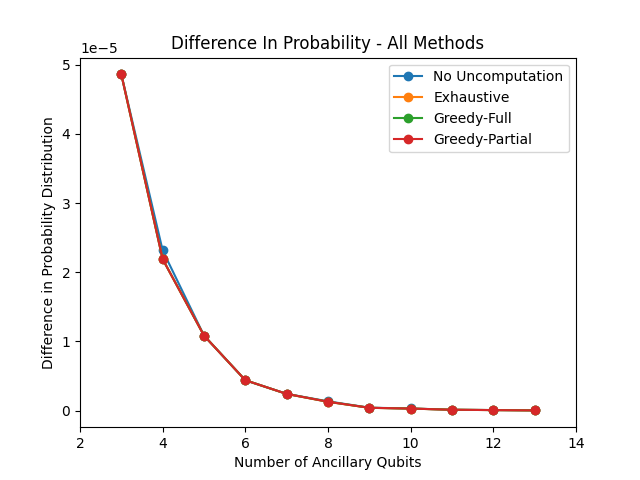 Difference In Probability - All Methods
1e−5
No Uncomputation
Exhaustive
Greedy-Full
Greedy-Partial
Difference in Probability Distribution
5
4
3
2
1
0
2 4 6 8 10 12 14
Number of Ancillary Qubits